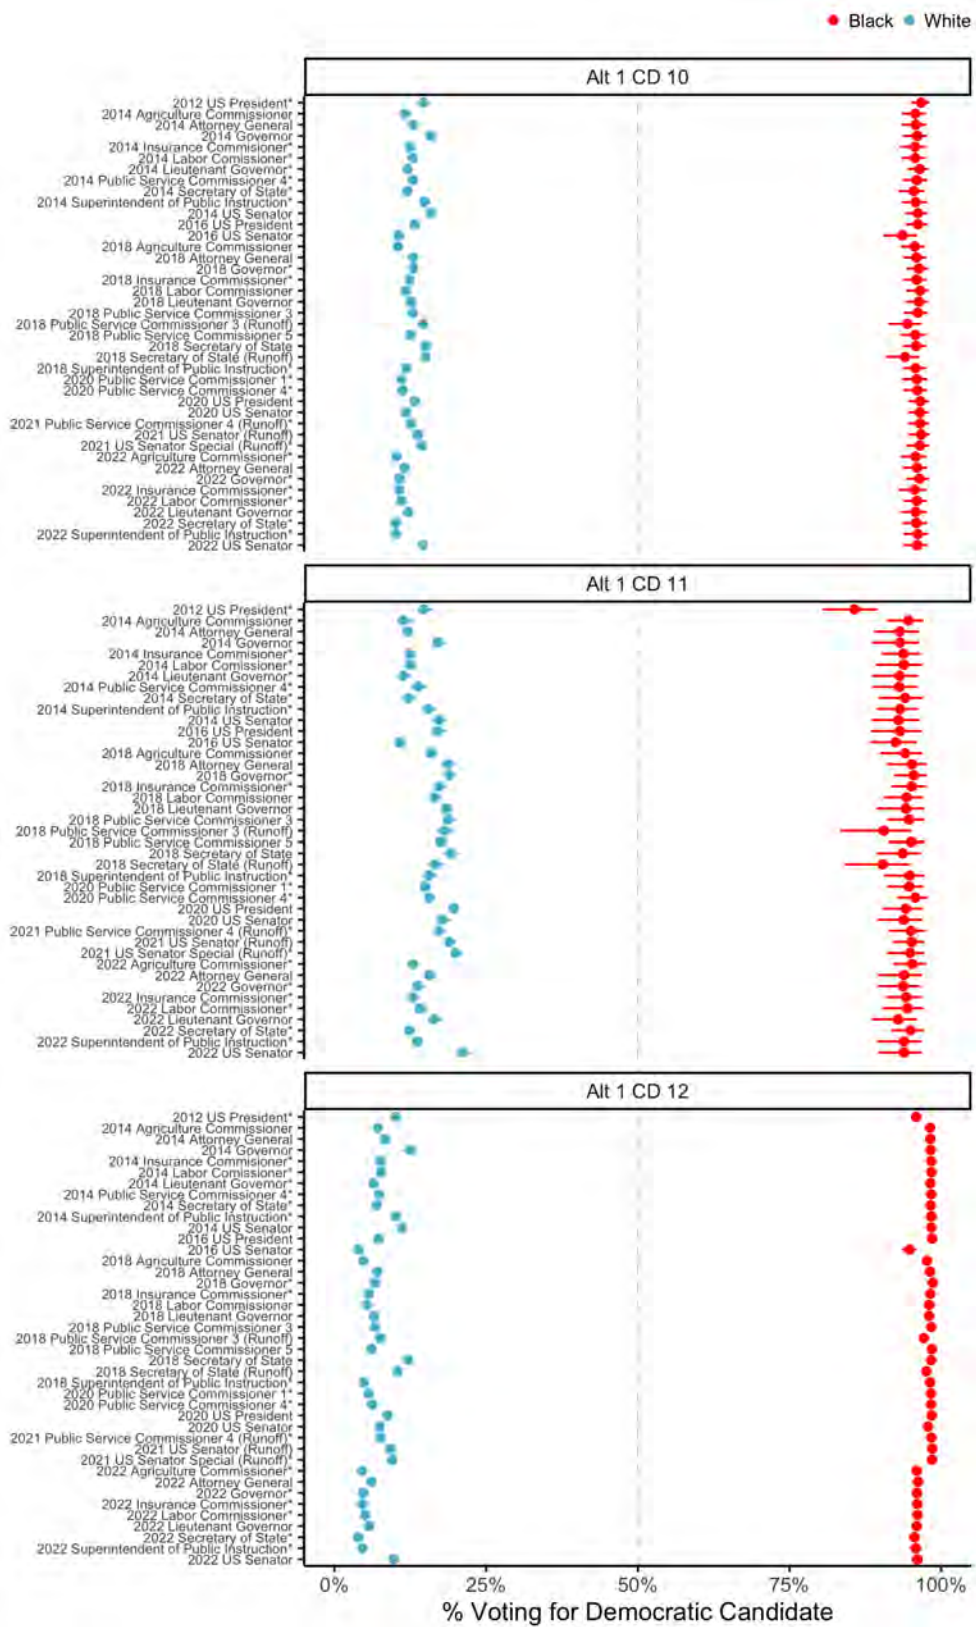 Black White
Alt 1 CD 10
2012 US President*
2014 Agriculture Commissioner
2014 Attorney General
2014 Governor
2014 Insurance Commisioner*
2014 Labor Comissioner*
2014 Lieutenant Governor*
2014 Public Service Commissioner 4*
2014 Secretary of State*
2014 Superintendent of Public Instruction*
2014 US Senator
2016 US President
2016 US Senator
2018 Agriculture Commissioner
2018 Attorney General
2018 Governor*
2018 Insurance Commissioner*
2018 Labor Commissioner
2018 Lieutenant Governor
2018 Public Service Commissioner 3
2018 Public Service Commissioner 3 (Runoff)
2018 Public Service Commissioner 5
2018 Secretary of State
2018 Secretary of State (Runoff)
2018 Superintendent of Public Instruction*
2020 Public Service Commissioner 1*
2020 Public Service Commissioner 4*
2020 US President
2020 US Senator
2021 Public Service Commissioner 4 (Runoff)*
2021 US Senator (Runoff)
2021 US Senator Special (Runoff)*
2022 Agriculture Commissioner*
2022 Attorney General
2022 Governor*
2022 Insurance Commissioner*
2022 Labor Commissioner*
2022 Lieutenant Governor
2022 Secretary of State*
2022 Superintendent of Public Instruction*
2022 US Senator
Alt 1 CD 11
2012 US President*
2014 Agriculture Commissioner
2014 Attorney General
2014 Governor
2014 Insurance Commisioner*
2014 Labor Comissioner*
2014 Lieutenant Governor*
2014 Public Service Commissioner 4*
2014 Secretary of State*
2014 Superintendent of Public Instruction*
2014 US Senator
2016 US President
2016 US Senator
2018 Agriculture Commissioner
2018 Attorney General
2018 Governor*
2018 Insurance Commissioner*
2018 Labor Commissioner
2018 Lieutenant Governor
2018 Public Service Commissioner 3
2018 Public Service Commissioner 3 (Runoff)
2018 Public Service Commissioner 5
2018 Secretary of State
2018 Secretary of State (Runoff)
2018 Superintendent of Public Instruction*
2020 Public Service Commissioner 1*
2020 Public Service Commissioner 4*
2020 US President
2020 US Senator
2021 Public Service Commissioner 4 (Runoff)*
2021 US Senator (Runoff)
2021 US Senator Special (Runoff)*
2022 Agriculture Commissioner*
2022 Attorney General
2022 Governor*
2022 Insurance Commissioner*
2022 Labor Commissioner*
2022 Lieutenant Governor
2022 Secretary of State*
2022 Superintendent of Public Instruction*
2022 US Senator
Alt 1 CD 12
2012 US President*
2014 Agriculture Commissioner
2014 Attorney General
2014 Governor
2014 Insurance Commisioner*
2014 Labor Comissioner*
2014 Lieutenant Governor*
2014 Public Service Commissioner 4*
2014 Secretary of State*
2014 Superintendent of Public Instruction*
2014 US Senator
2016 US President
2016 US Senator
2018 Agriculture Commissioner
2018 Attorney General
2018 Governor*
2018 Insurance Commissioner*
2018 Labor Commissioner
2018 Lieutenant Governor
2018 Public Service Commissioner 3
2018 Public Service Commissioner 3 (Runoff)
2018 Public Service Commissioner 5
2018 Secretary of State
2018 Secretary of State (Runoff)
2018 Superintendent of Public Instruction*
2020 Public Service Commissioner 1*
2020 Public Service Commissioner 4*
2020 US President
2020 US Senator
2021 Public Service Commissioner 4 (Runoff)*
2021 US Senator (Runoff)
2021 US Senator Special (Runoff)*
2022 Agriculture Commissioner*
2022 Attorney General
2022 Governor*
2022 Insurance Commissioner*
2022 Labor Commissioner*
2022 Lieutenant Governor
2022 Secretary of State*
2022 Superintendent of Public Instruction*
2022 US Senator
0% 25% 50% 75% 100%
% Voting for Democratic Candidate